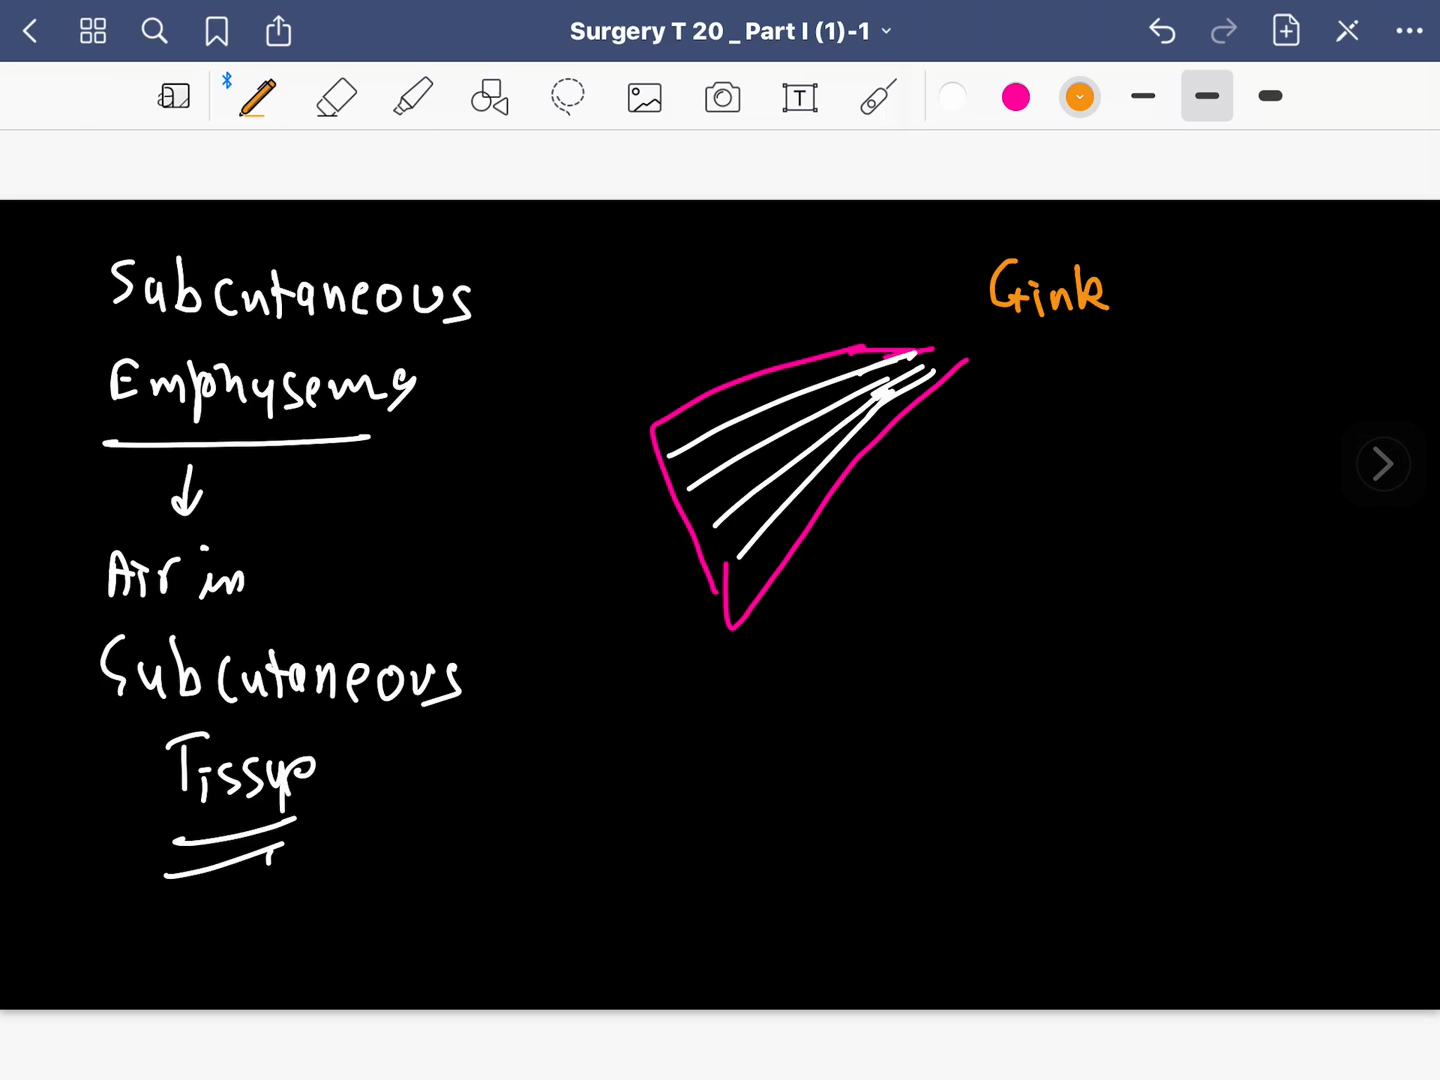 Surgery T 20 _ Part I (1)-1
T
Subcutaneous
Emphysema
Air in
Subcutaneous
Tissue
Gink